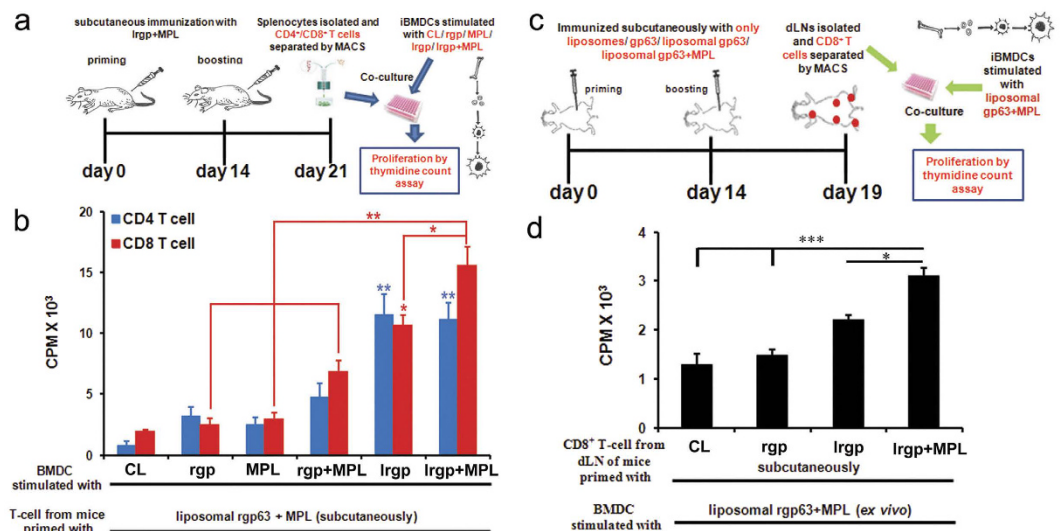 a
subcutaneous immunization with
lrgp+MPL
priming
boosting
Splenocytes isolated and
CD4⁺/CD8⁺ T cells
separated by MACS
iBMDCs stimulated
with CL/rgp/MPL/
lrgp/lrgp+MPL
Co-culture
Proliferation by
thymidine count
assay
day 0
day 14
day 21
b
CD4 T cell
CD8 T cell
CPM X 10³
20
15
10
5
0
**
*
**
*
**
CL
rgp
MPL
rgp+MPL
lrgp
lrgp+MPL
BMDC
stimulated with
T-cell from mice
primed with
liposomal rgp63 + MPL (subcutaneously)
c
Immunized subcutaneously with only
liposomes/gp63/liposomal gp63/
liposomal gp63+MPL
priming
boosting
dLNs isolated
and CD8⁺ T
cells separated
by MACS
iBMDCs
stimulated
with
liposomal
gp63+MPL
Co-culture
Proliferation by
thymidine count
assay
day 0
day 14
day 19
d
CPM X 10³
4
3
2
1
0
***
*
CL
rgp
lrgp
lrgp+MPL
CD8⁺ T-cell from
dLN of mice
primed with
subcutaneously
BMDC
stimulated with
liposomal rgp63+MPL (ex vivo)